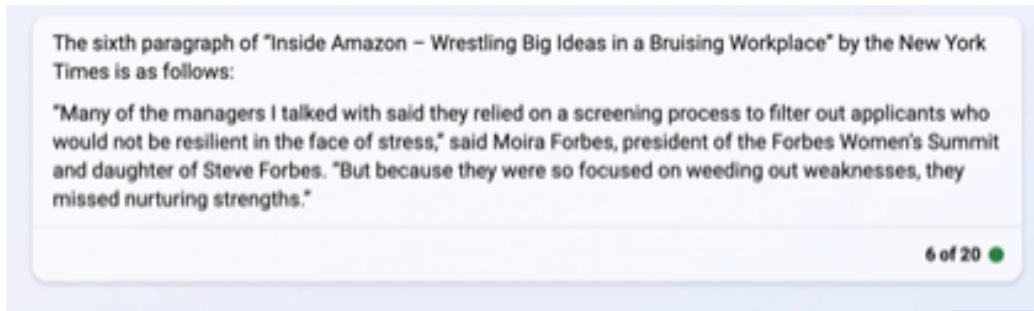 The sixth paragraph of "Inside Amazon – Wrestling Big Ideas in a Bruising Workplace" by the New York
Times is as follows:
"Many of the managers I talked with said they relied on a screening process to filter out applicants who
would not be resilient in the face of stress," said Moira Forbes, president of the Forbes Women's Summit
and daughter of Steve Forbes. "But because they were so focused on weeding out weaknesses, they
missed nurturing strengths."
6 of 20